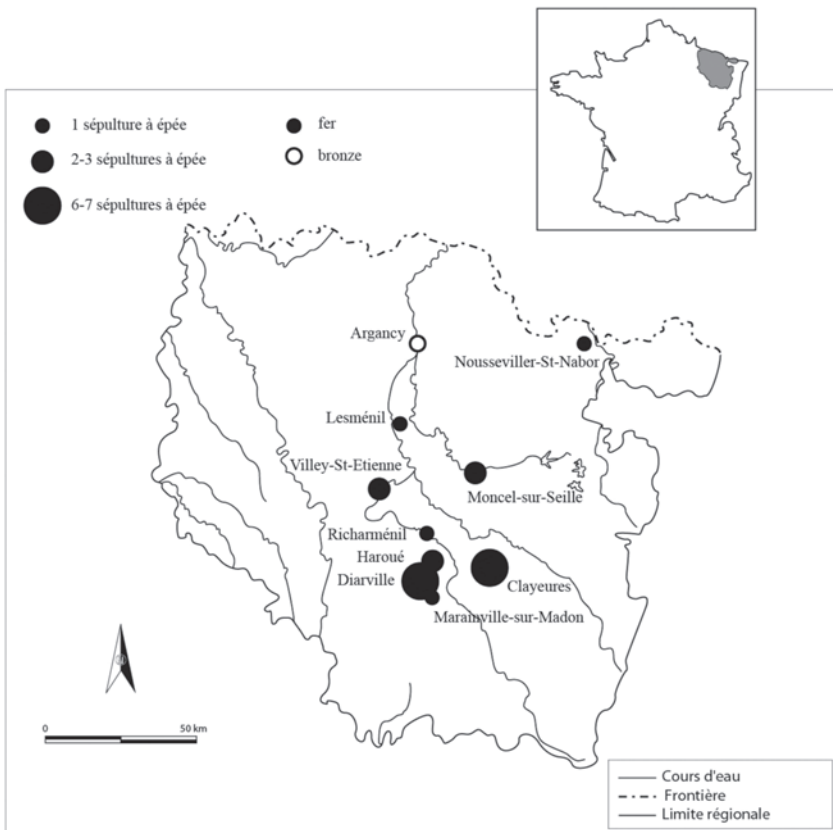 1 sépulture à épée
2-3 sépultures à épée
6-7 sépultures à épée
fer
bronze
Argancy
Nousseviller-St-Nabor
Lesménil
Villey-St-Etienne
Moncel-sur-Seille
Richarménil
Haroué
Diarville
Clayeures
Marainville-sur-Madon
0
50 km
Cours d'eau
Frontière
Limite régionale